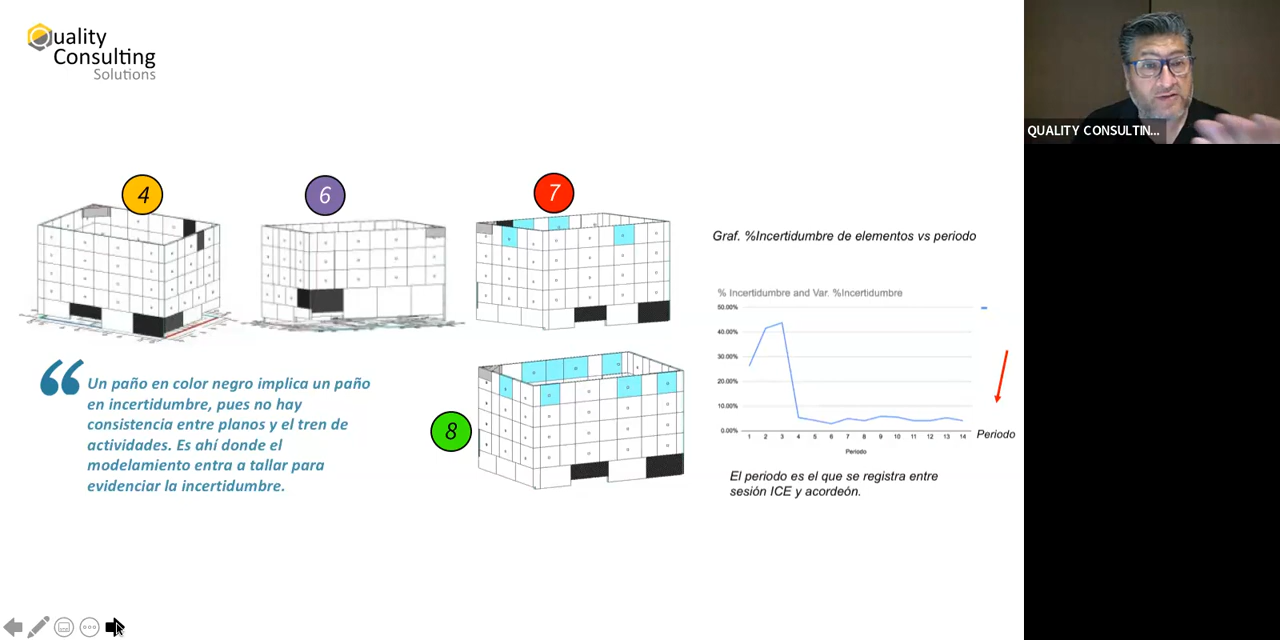 Quality
Consulting
Solutions
QUALITY CONSULTIN...
4
6
7
8
Un paño en color negro implica un paño
en incertidumbre, pues no hay
consistencia entre planos y el tren de
actividades. Es ahí donde el
modelamiento entra a tallar para
evidenciar la incertidumbre.
Graf. %Incertidumbre de elementos vs periodo
% Incertidumbre and Var. %Incertidumbre
50.00%
40.00%
30.00%
20.00%
10.00%
0.00%
1 2 3 4 5 6 7 8 9 10 11 12 13 14
Periodo
Periodo
El periodo es el que se registra entre
sesión ICE y acordeón.